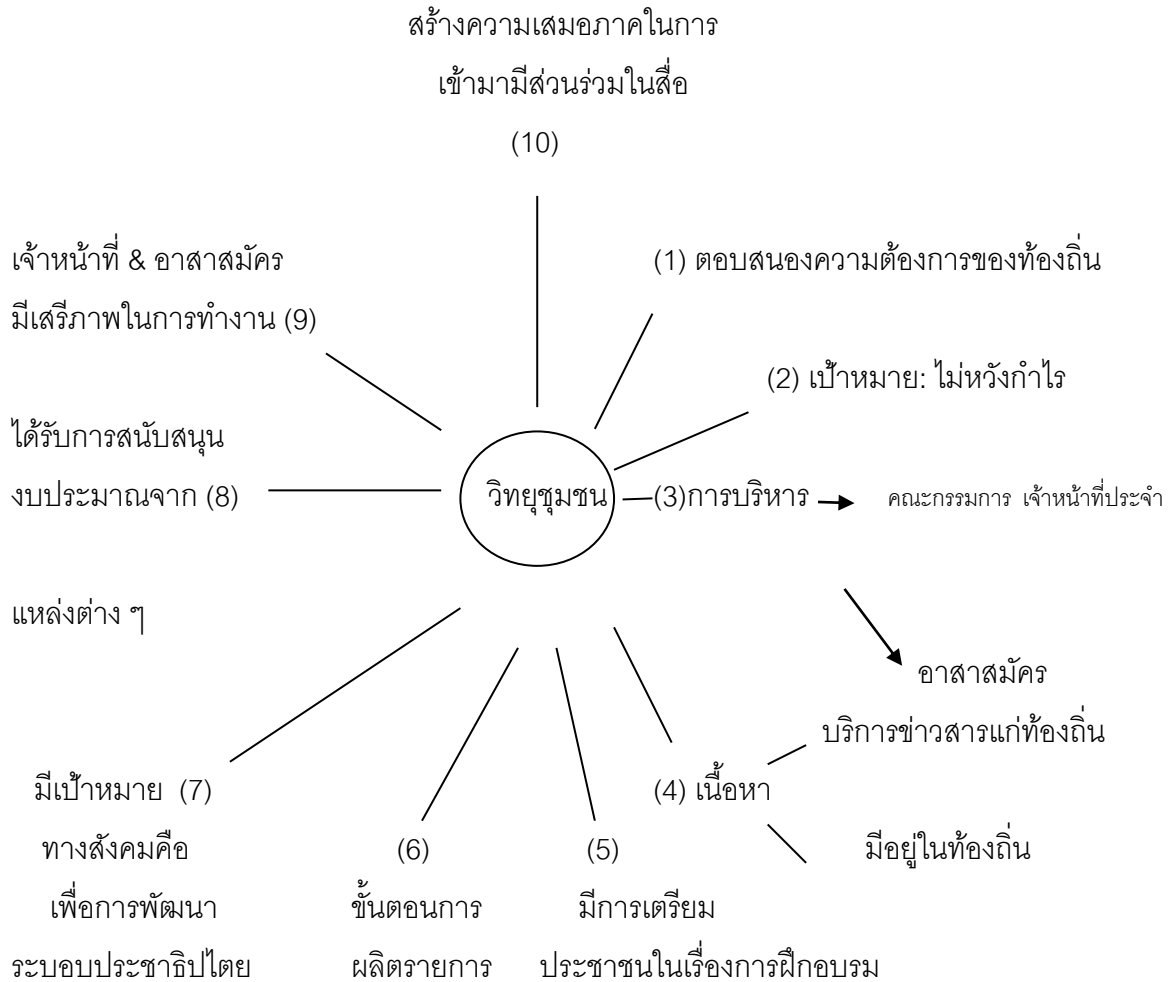 สร้างความเสมอภาคในการ
เข้ามามีส่วนร่วมในสื่อ
(10)
เจ้าหน้าที่ & อาสาสมัคร
มีเสรีภาพในการทำงาน (9)
(1) ตอบสนองความต้องการของท้องถิ่น
(2) เป้าหมาย: ไม่หวังกำไร
ได้รับการสนับสนุน
งบประมาณจาก (8)
แหล่งต่าง ๆ
วิทยุชุมชน
(3)การบริหาร
คณะกรรมการ เจ้าหน้าที่ประจำ
อาสาสมัคร
บริการข่าวสารแก่ท้องถิ่น
(4) เนื้อหา
มีอยู่ในท้องถิ่น
มีเป้าหมาย (7)
ทางสังคมคือ
เพื่อการพัฒนา
ระบอบประชาธิปไตย
(6)
ขั้นตอนการ
ผลิตรายการ
(5)
มีการเตรียม
ประชาชนในเรื่องการฝึกอบรม